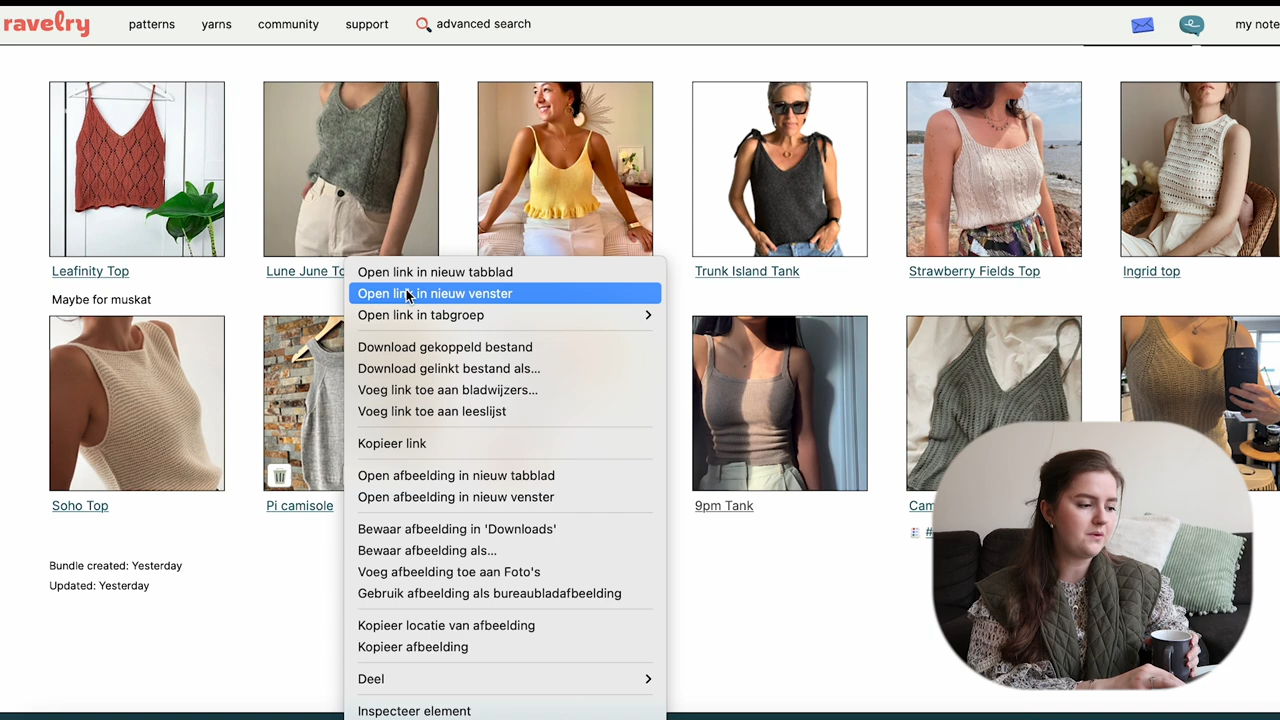 ravelry
patterns
yarns
community
support
advanced search
my note
Leafinity Top
Lune June To
Trunk Island Tank
Strawberry Fields Top
Ingrid top
Maybe for muskat
Open link in nieuw tabblad
Open link in nieuw venster
Open link in tabgroep
Download gekoppeld bestand
Download gelinkt bestand als...
Voeg link toe aan bladwijzers...
Voeg link toe aan leeslijst
Kopieer link
Open afbeelding in nieuw tabblad
Open afbeelding in nieuw venster
Bewaar afbeelding in 'Downloads'
Bewaar afbeelding als...
Voeg afbeelding toe aan Foto's
Gebruik afbeelding als bureaubladafbeelding
Kopieer locatie van afbeelding
Kopieer afbeelding
Deel
Inspecteer element
Soho Top
Pi camisole
9pm Tank
Cam
#
Bundle created: Yesterday
Updated: Yesterday